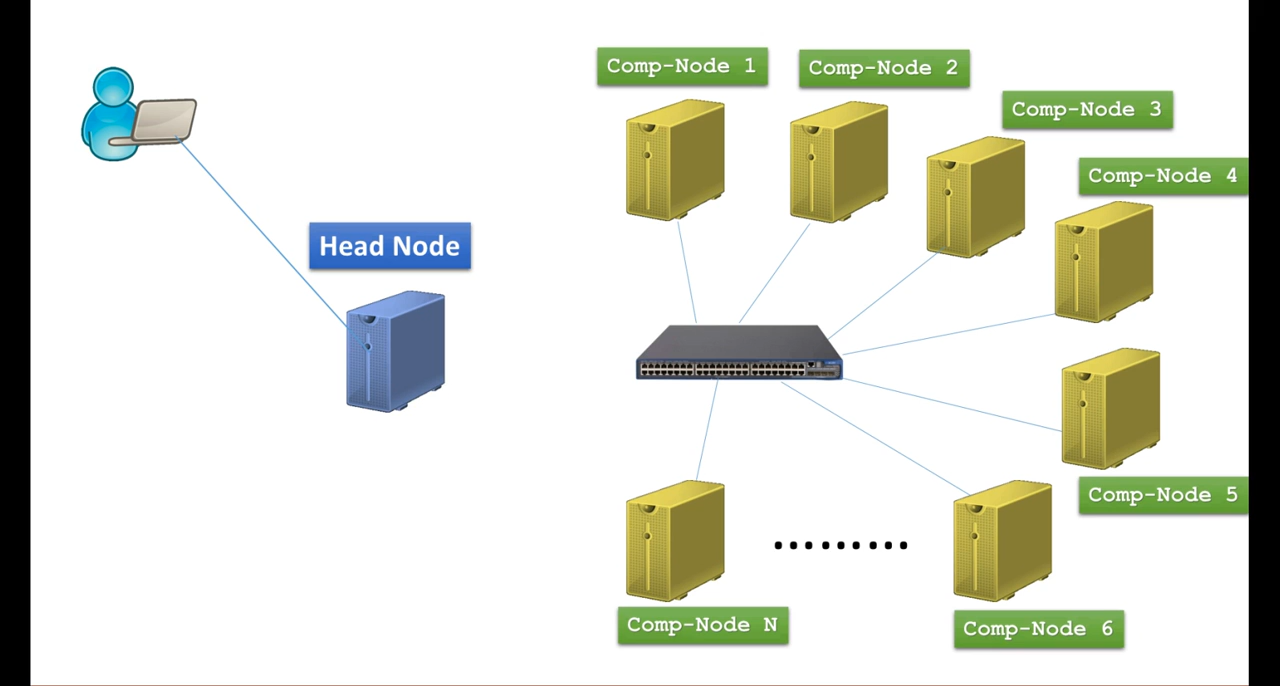 Comp-Node 1
Comp-Node 2
Comp-Node 3
Comp-Node 4
Head Node
Comp-Node 5
Comp-Node N
Comp-Node 6